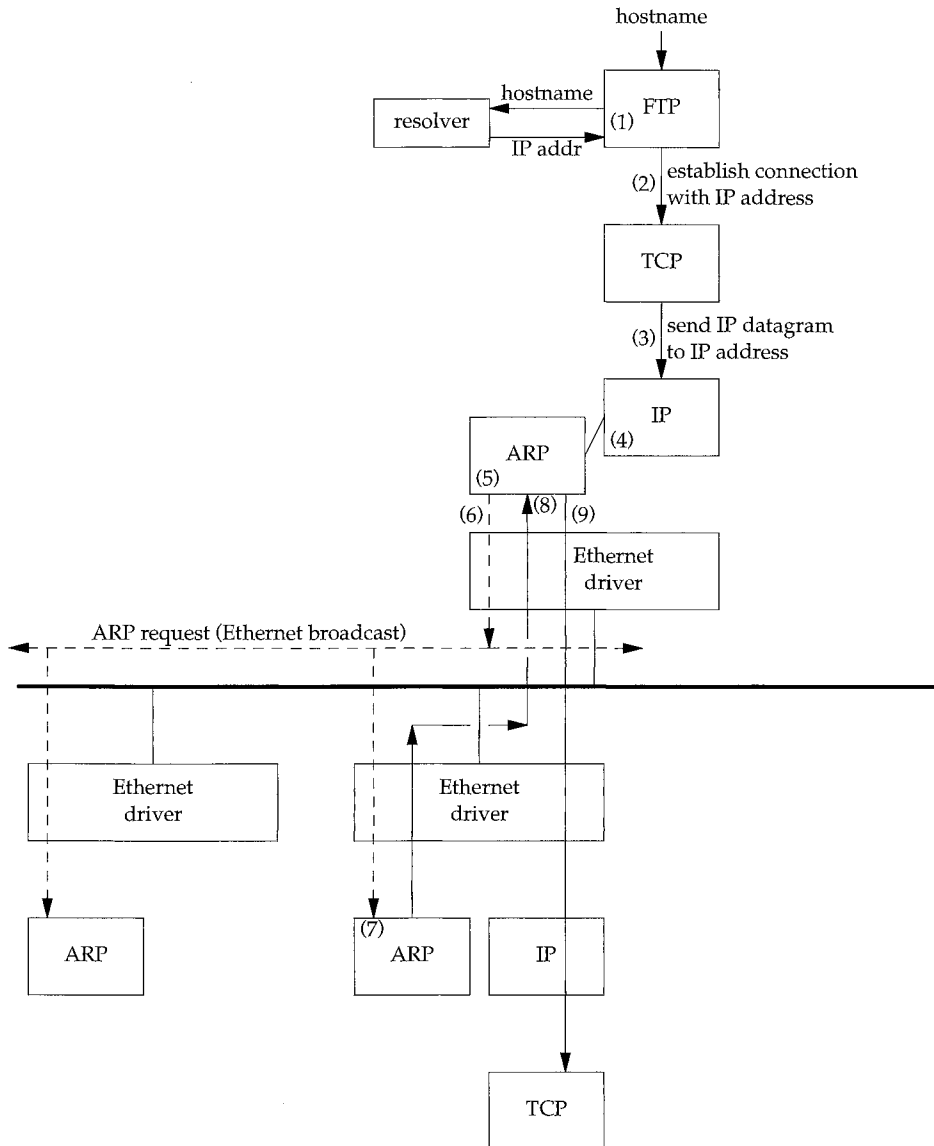 hostname
hostname
FTP
resolver
(1)
IP addr
establish connection
(2)
with IP address
TCP
send IP datagram
(3)
to IP address
IP
(4)
ARP
(5)
(6)
(8)
(9)
Ethernet
driver
ARP request (Ethernet broadcast)
Ethernet
driver
Ethernet
driver
(7)
ARP
ARP
IP
TCP